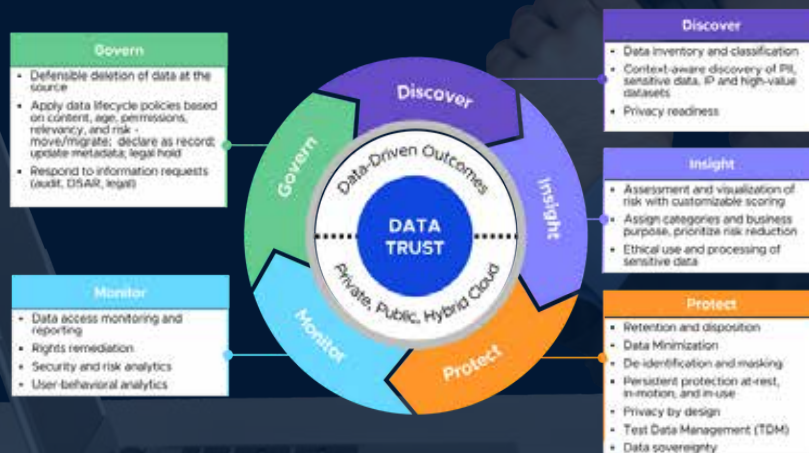 Govern
• Defensible deletion of data at the
source
• Apply data lifecycle policies based
on content, age, permissions,
relevancy, and risk -
move/migrate; declare as record;
update metadata; legal hold
• Respond to information requests
(audit, DSAR, legal)
Monitor
• Data access monitoring and
reporting
• Rights remediation
• Security and risk analytics
• User-behavioral analytics
Discover
Insight
Protect
Monitor
Govern
Data-Driven Outcomes
DATA
TRUST
Private, Public, Hybrid Cloud
Discover
• Data inventory and classification
• Context-aware discovery of PII,
sensitive data, IP and high-value
datasets
• Privacy readiness
Insight
• Assessment and visualization of
risk with customizable scoring
• Assign categories and business
purpose, prioritize risk reduction
• Ethical use and processing of
sensitive data
Protect
• Retention and disposition
• Data Minimization
• De-identification and masking
• Persistent protection at-rest,
in-motion, and in-use
• Privacy by design
• Test Data Management (TDM)
• Data sovereignty